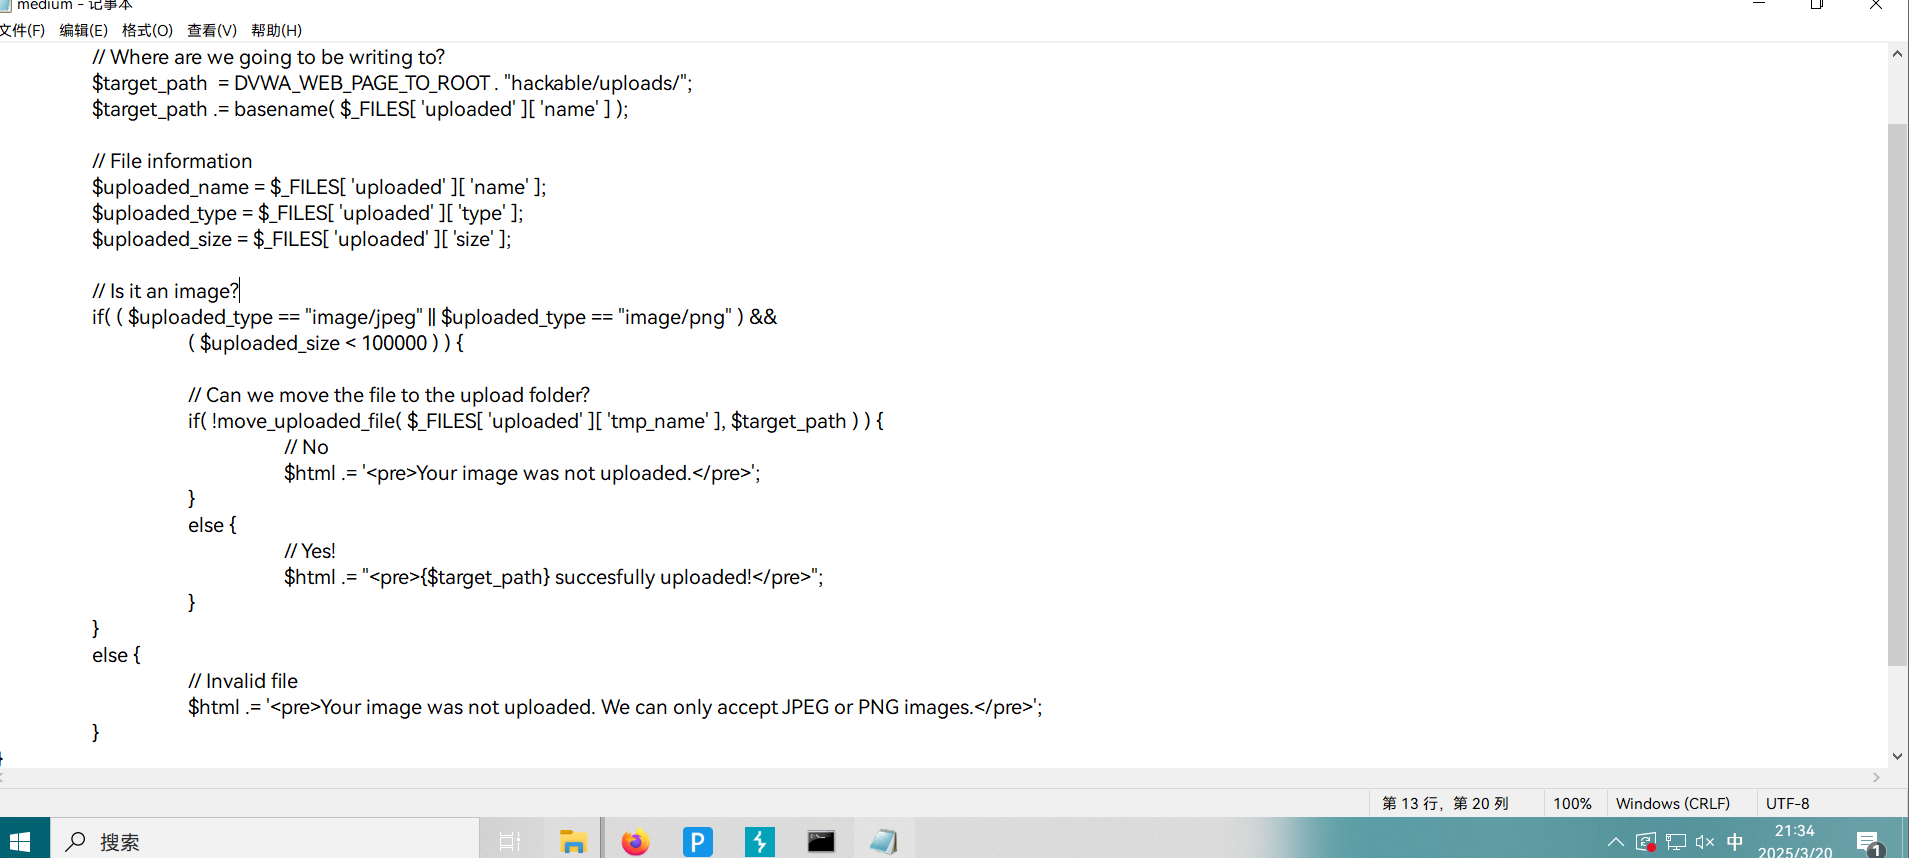 medium - 记事本
文件(F) 编辑(E) 格式(O) 查看(V) 帮助(H)
// Where are we going to be writing to?
$target_path  = DVWA_WEB_PAGE_TO_ROOT . "hackable/uploads/";
$target_path .= basename( $_FILES[ 'uploaded' ][ 'name' ] );
// File information
$uploaded_name = $_FILES[ 'uploaded' ][ 'name' ];
$uploaded_type = $_FILES[ 'uploaded' ][ 'type' ];
$uploaded_size = $_FILES[ 'uploaded' ][ 'size' ];
// Is it an image?
if( ( $uploaded_type == "image/jpeg" || $uploaded_type == "image/png" ) &&
( $uploaded_size < 100000 ) ) {
// Can we move the file to the upload folder?
if( !move_uploaded_file( $_FILES[ 'uploaded' ][ 'tmp_name' ], $target_path ) ) {
// No
$html .= '<pre>Your image was not uploaded.</pre>';
}
else {
// Yes!
$html .= "<pre>{$target_path} succesfully uploaded!</pre>";
}
}
else {
// Invalid file
$html .= '<pre>Your image was not uploaded. We can only accept JPEG or PNG images.</pre>';
}
}
第 13 行，第 20 列 100% Windows (CRLF) UTF-8
搜索
P
中
21:34
2025/3/20
1